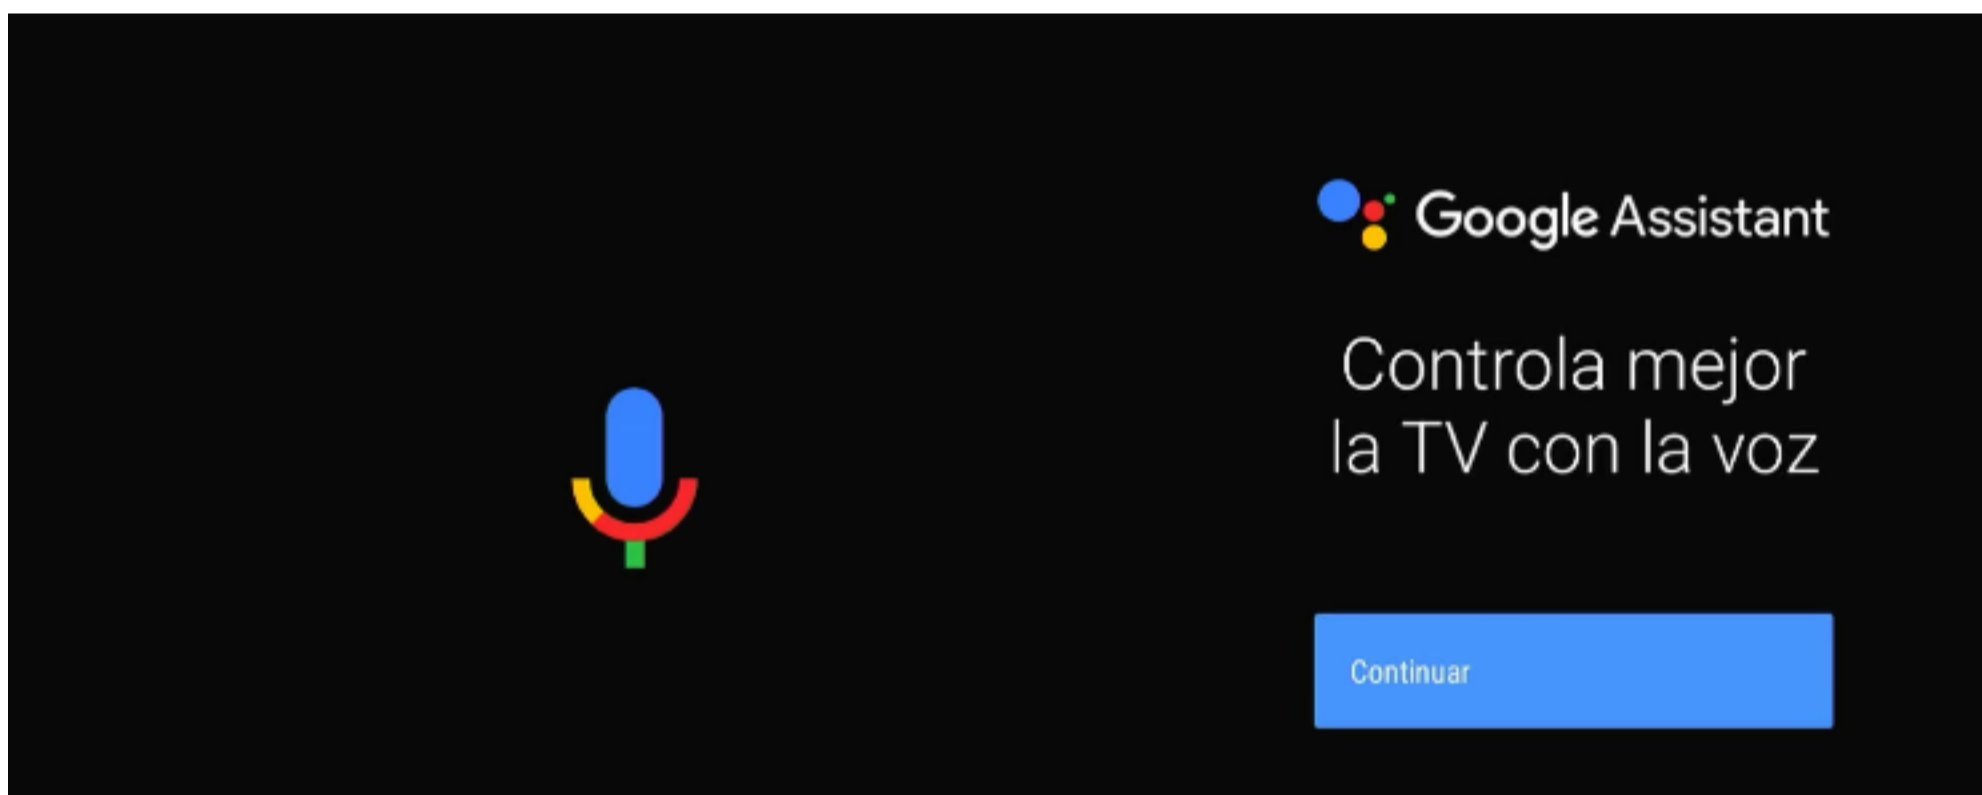 Google Assistant
Controla mejor
la TV con la voz
Continuar